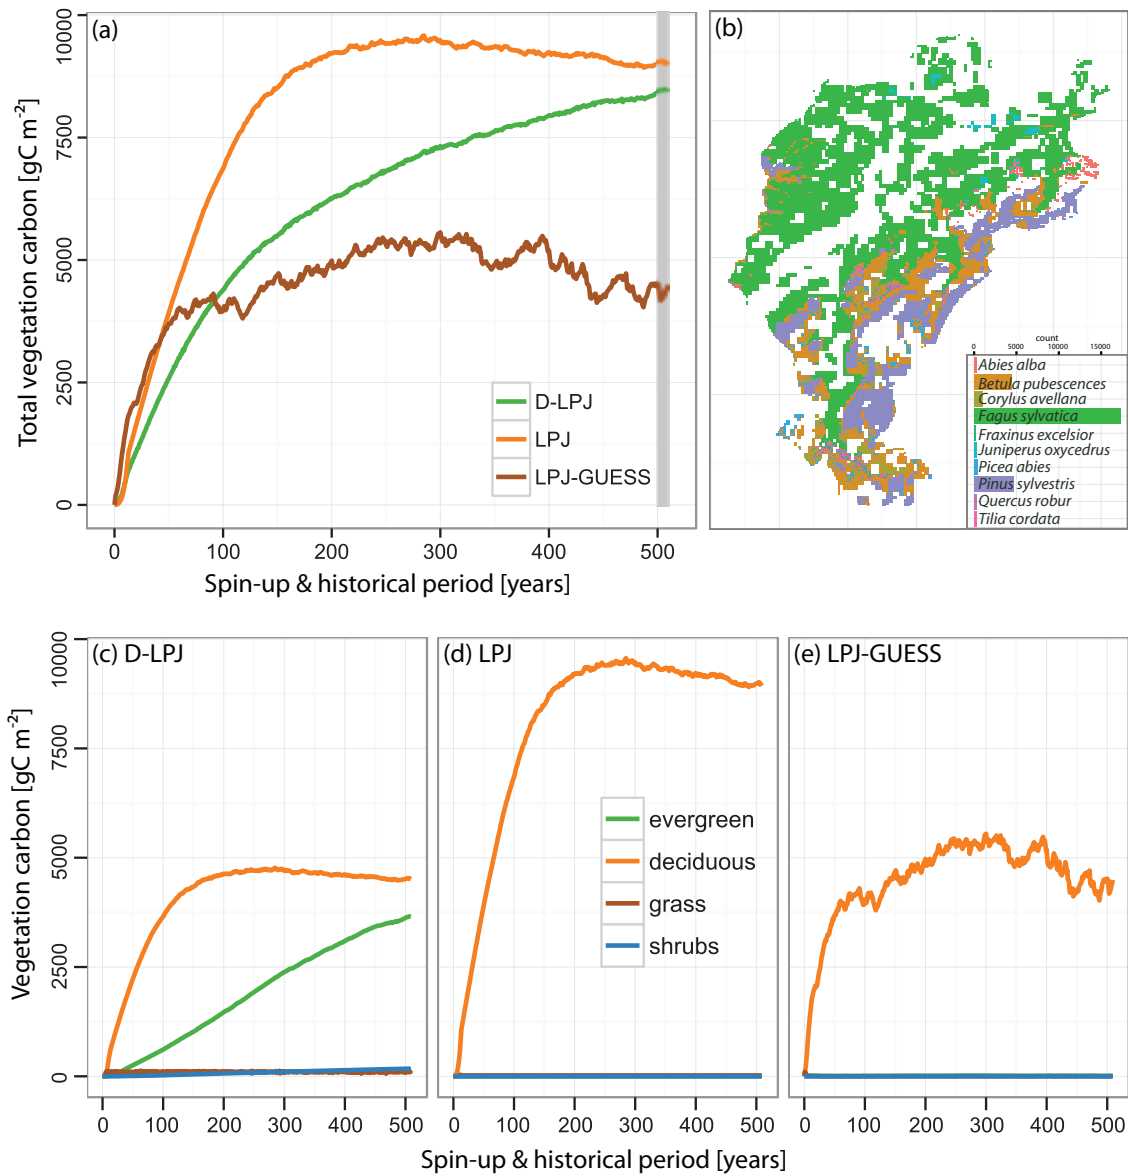 (a)
Total vegetation carbon [gC m⁻²]
10000
7500
5000
2500
0
D-LPJ
LPJ
LPJ-GUESS
0 100 200 300 400 500
Spin-up & historical period [years]
(b)
count
0 5000 10000 15000
Abies alba
Betula pubescences
Corylus avellana
Fagus sylvatica
Fraxinus excelsior
Juniperus oxycedrus
Picea abies
Pinus sylvestris
Quercus robur
Tilia cordata
Vegetation carbon [gC m⁻²]
10000
7500
5000
2500
0
(c) D-LPJ
0 100 200 300 400 500
(d) LPJ
evergreen
deciduous
grass
shrubs
0 100 200 300 400 500
(e) LPJ-GUESS
0 100 200 300 400 500
Spin-up & historical period [years]